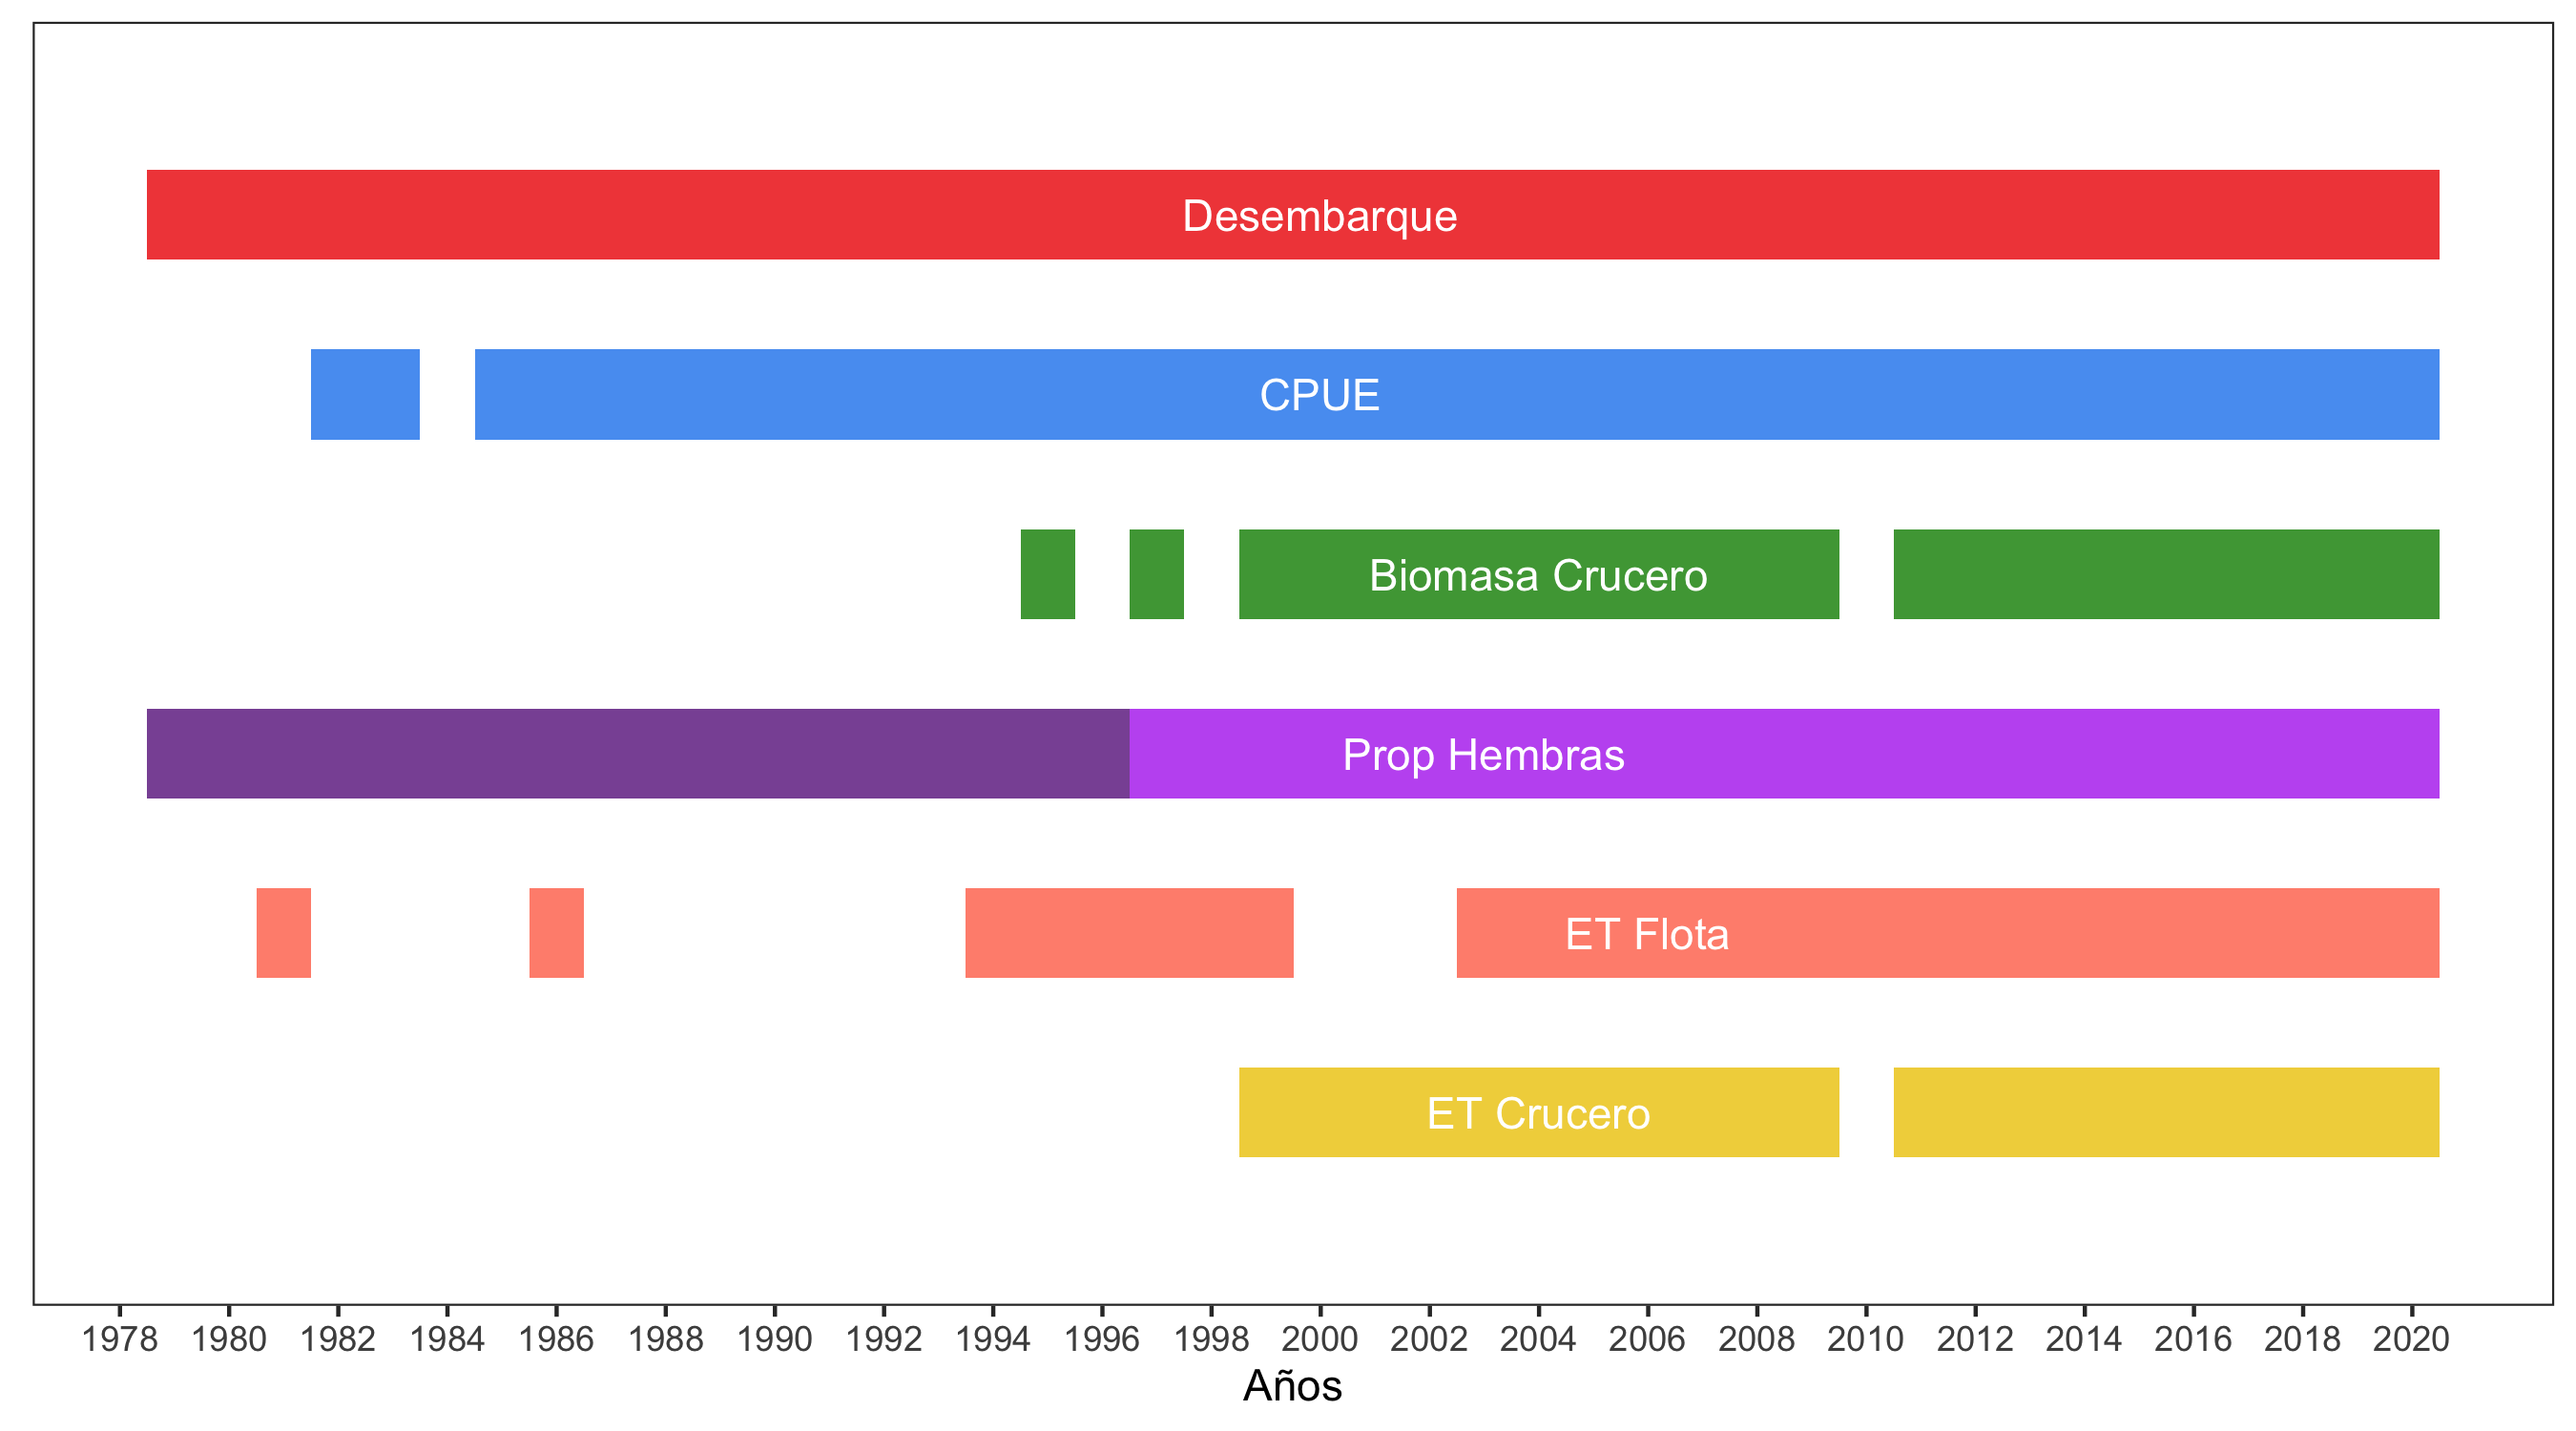 Desembarque
CPUE
Biomasa Crucero
Prop Hembras
ET Flota
ET Crucero
1978 1980 1982 1984 1986 1988 1990 1992 1994 1996 1998 2000 2002 2004 2006 2008 2010 2012 2014 2016 2018 2020
Años